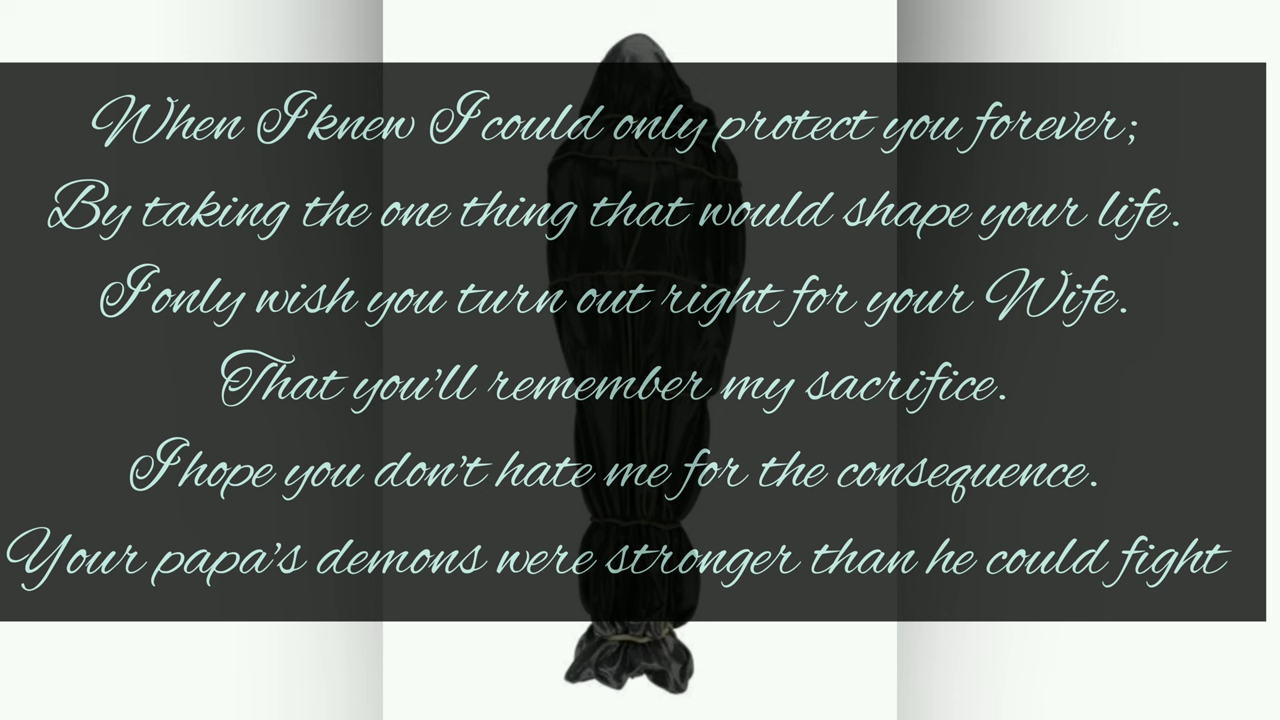 When I knew I could only protect you forever;
By taking the one thing that would shape your life.
I only wish you turn out right for your Wife.
That you'll remember my sacrifice.
I hope you don't hate me for the consequence.
Your papa's demons were stronger than he could fight